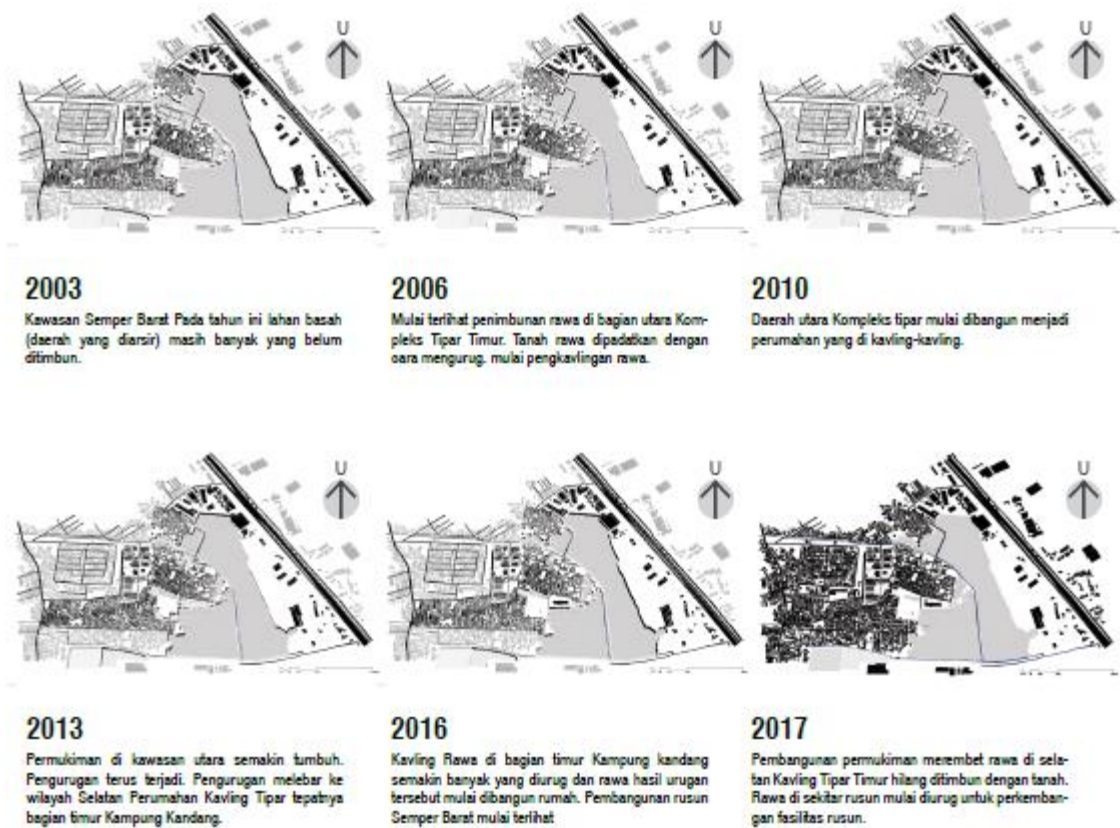 U
U
U
2003
Kawasan Semper Barat Pada tahun ini lahan basah
(daerah yang diarsir) masih banyak yang belum
ditimbun.
2006
Mulai terlihat penimbunan rawa di bagian utara Kom-
pleks Tipar Timur. Tanah rawa dipadatkan dengan
cara mengurug. mulai pengkavlingan rawa.
2010
Daerah utara Kompleks tipar mulai dibangun menjadi
perumahan yang di kavling-kavling.
U
U
U
2013
Permukiman di kawasan utara semakin tumbuh.
Pengurugan terus terjadi. Pengurugan melebar ke
wilayah Selatan Perumahan Kavling Tipar tepatnya
bagian timur Kampung Kandang.
2016
Kavling Rawa di bagian timur Kampung kandang
semakin banyak yang diurug dan rawa hasil urugan
tersebut mulai dibangun rumah. Pembangunan rusun
Semper Barat mulai terlihat
2017
Pembangunan permukiman merembet rawa di sela-
tan Kavling Tipar Timur hilang ditimbun dengan tanah.
Rawa di sekitar rusun mulai diurug untuk perkemban-
gan fasilitas rusun.